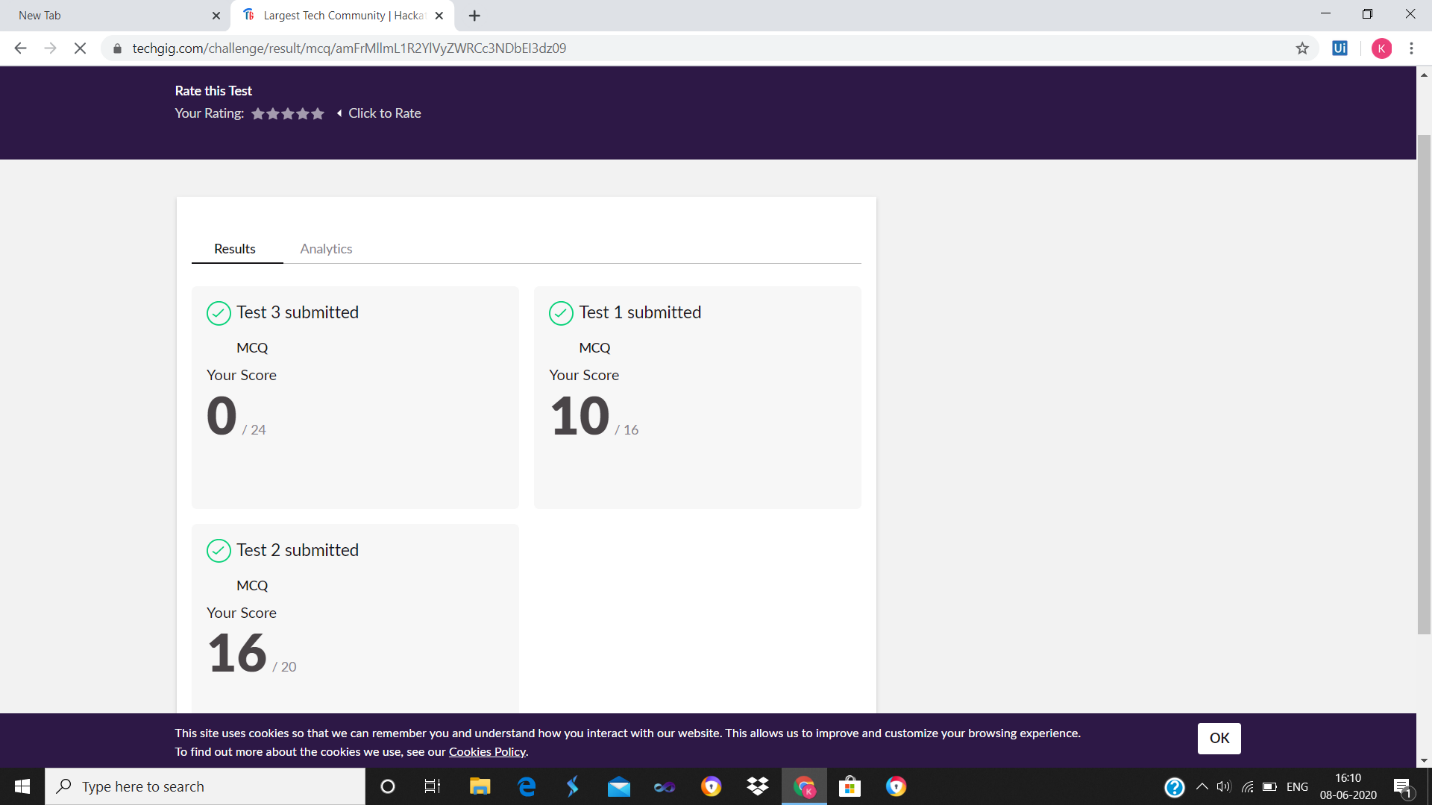 New Tab
Largest Tech Community | Hacka
techgig.com/challenge/result/mcq/amFrMllmL1R2YlVyZWRCc3NDbEI3dz09
Ui
K
Rate this Test
Your Rating:
Click to Rate
Results
Analytics
Test 3 submitted
MCQ
Your Score
0 / 24
Test 1 submitted
MCQ
Your Score
10 / 16
Test 2 submitted
MCQ
Your Score
16 / 20
This site uses cookies so that we can remember you and understand how you interact with our website. This allows us to improve and customize your browsing experience.
To find out more about the cookies we use, see our Cookies Policy.
OK
Type here to search
K
ENG
16:10
08-06-2020
1